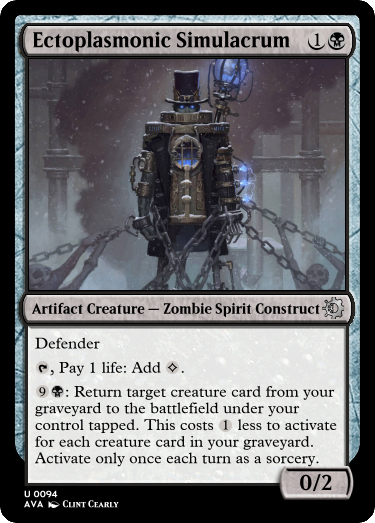 Ectoplasmonic Simulacrum 1
Artifact Creature — Zombie Spirit Construct
Defender
, Pay 1 life: Add .
9 : Return target creature card from your
graveyard to the battlefield under your
control tapped. This costs 1 less to activate
for each creature card in your graveyard.
Activate only once each turn as a sorcery.
0/2
U 0094
AVA Clint Cearly